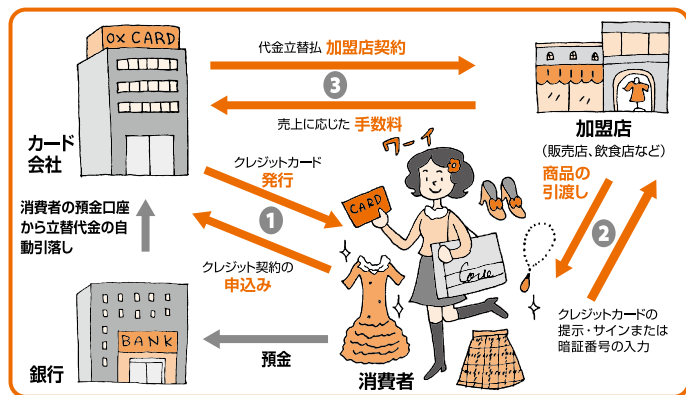 OX CARD
カード
会社
代金立替払 加盟店契約
3
売上に応じた 手数料
加盟店
(販売店、飲食店など)
クレジットカード
発行
1
クレジット契約の
申込み
ワーイ
CARD
Core
商品の
引渡し
2
クレジットカードの
提示・サインまたは
暗証番号の入力
消費者の預金口座
から立替代金の自
動引落し
BANK
銀行
預金
消費者